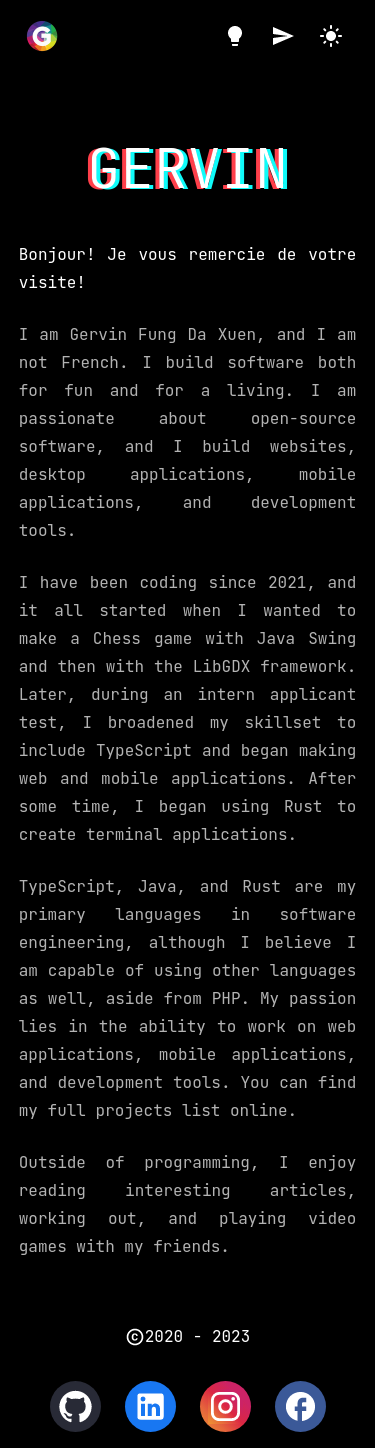 G
GERVIN
Bonjour! Je vous remercie de votre
visite!
I am Gervin Fung Da Xuen, and I am
not French. I build software both
for fun and for a living. I am
passionate about open-source
software, and I build websites,
desktop applications, mobile
applications, and development
tools.
I have been coding since 2021, and
it all started when I wanted to
make a Chess game with Java Swing
and then with the LibGDX framework.
Later, during an intern applicant
test, I broadened my skillset to
include TypeScript and began making
web and mobile applications. After
some time, I began using Rust to
create terminal applications.
TypeScript, Java, and Rust are my
primary languages in software
engineering, although I believe I
am capable of using other languages
as well, aside from PHP. My passion
lies in the ability to work on web
applications, mobile applications,
and development tools. You can find
my full projects list online.
Outside of programming, I enjoy
reading interesting articles,
working out, and playing video
games with my friends.
©2020 - 2023
in f